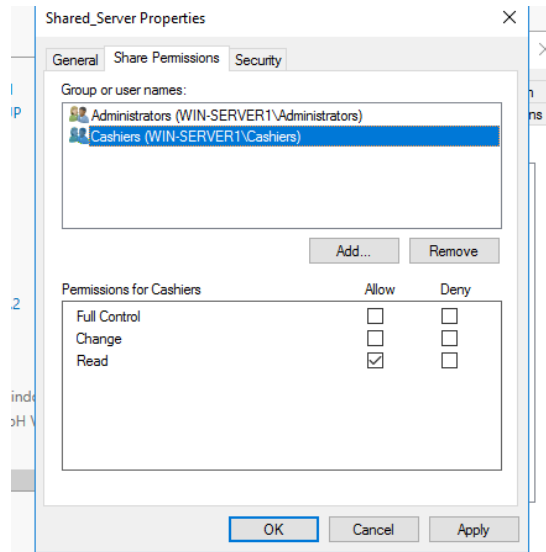 Shared_Server Properties
General Share Permissions Security
Group or user names:
Administrators (WIN-SERVER1\Administrators)
Cashiers (WIN-SERVER1\Cashiers)
Add... Remove
Permissions for Cashiers Allow Deny
Full Control
Change
Read
OK Cancel Apply